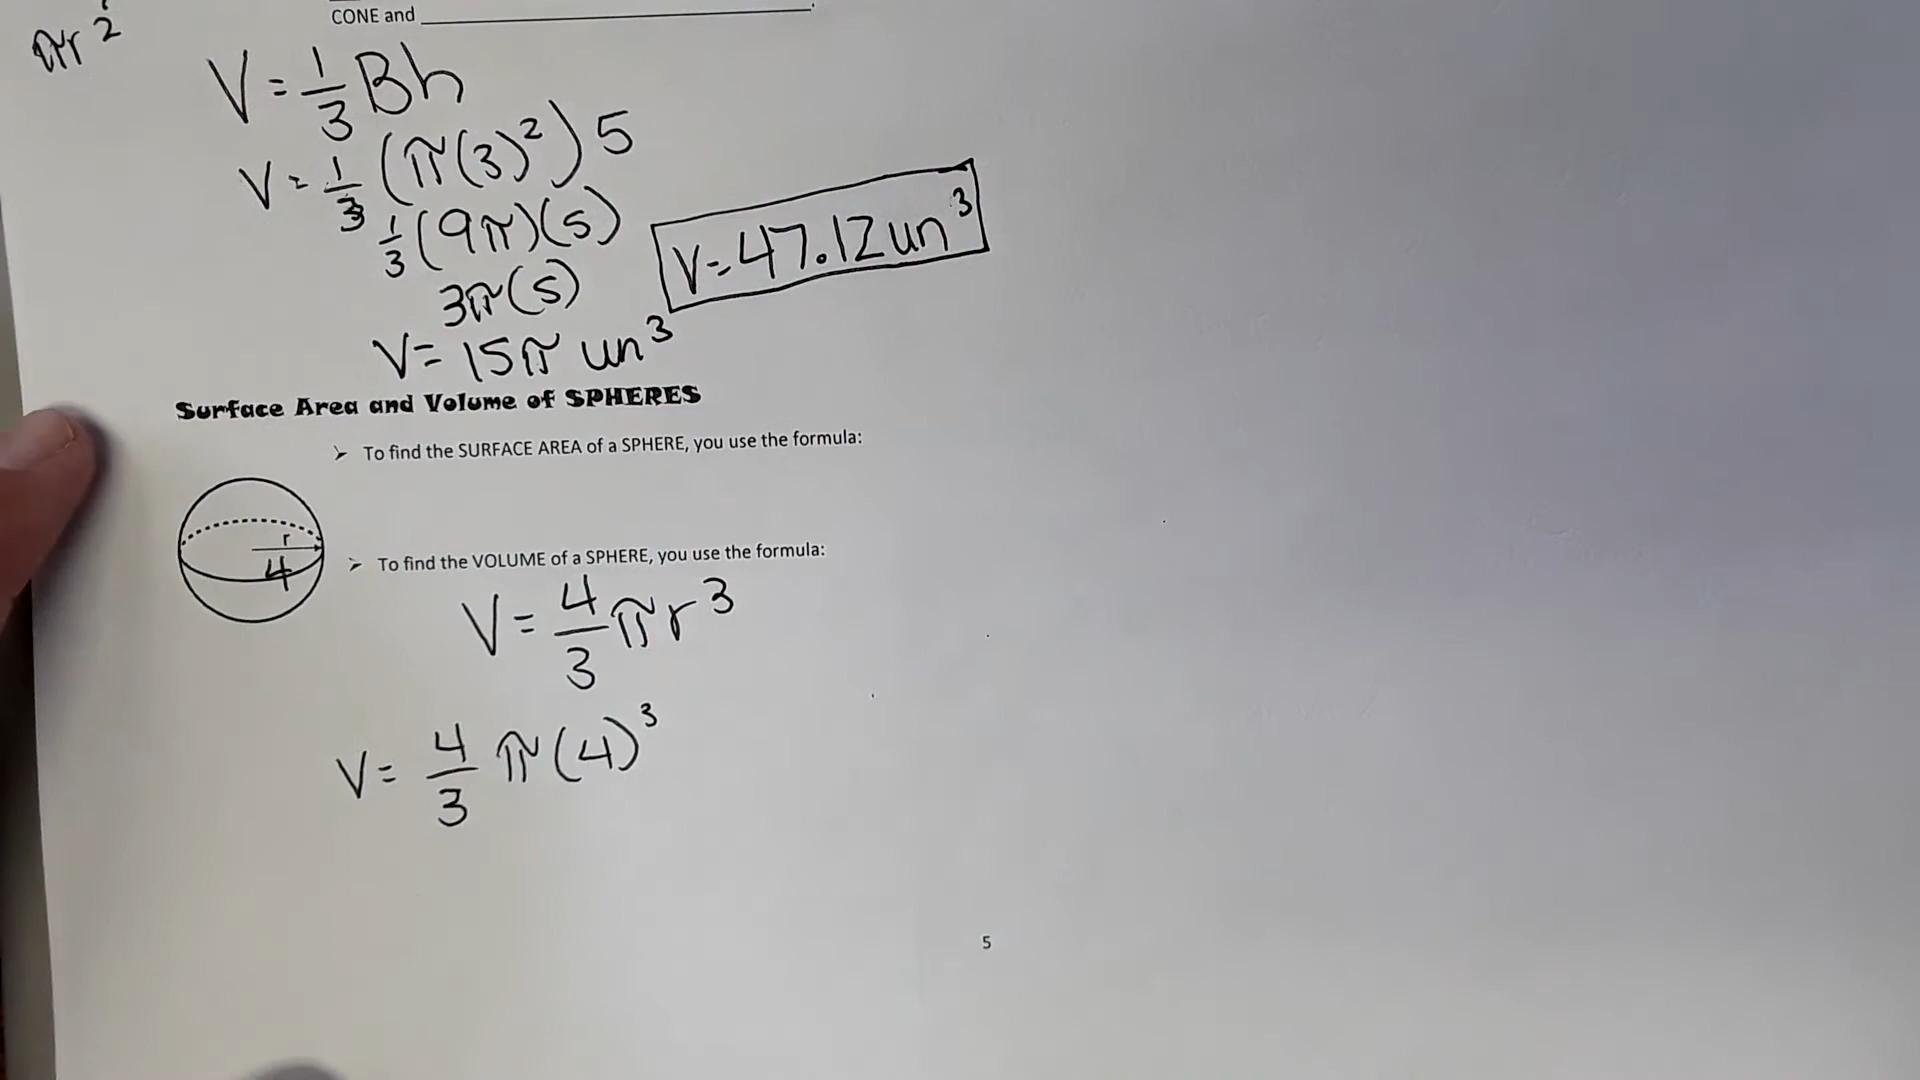 πr²
CONE and ____________________.
V = 1/3 Bh
V = 1/3 (π(3)²) 5
1/3 (9π)(5)
3π(5)
V = 15π un³
V = 47.12 un³
Surface Area and Volume of SPHERES
➢ To find the SURFACE AREA of a SPHERE, you use the formula:
r
4
➢ To find the VOLUME of a SPHERE, you use the formula:
V = 4/3 πr³
V = 4/3 π(4)³
5